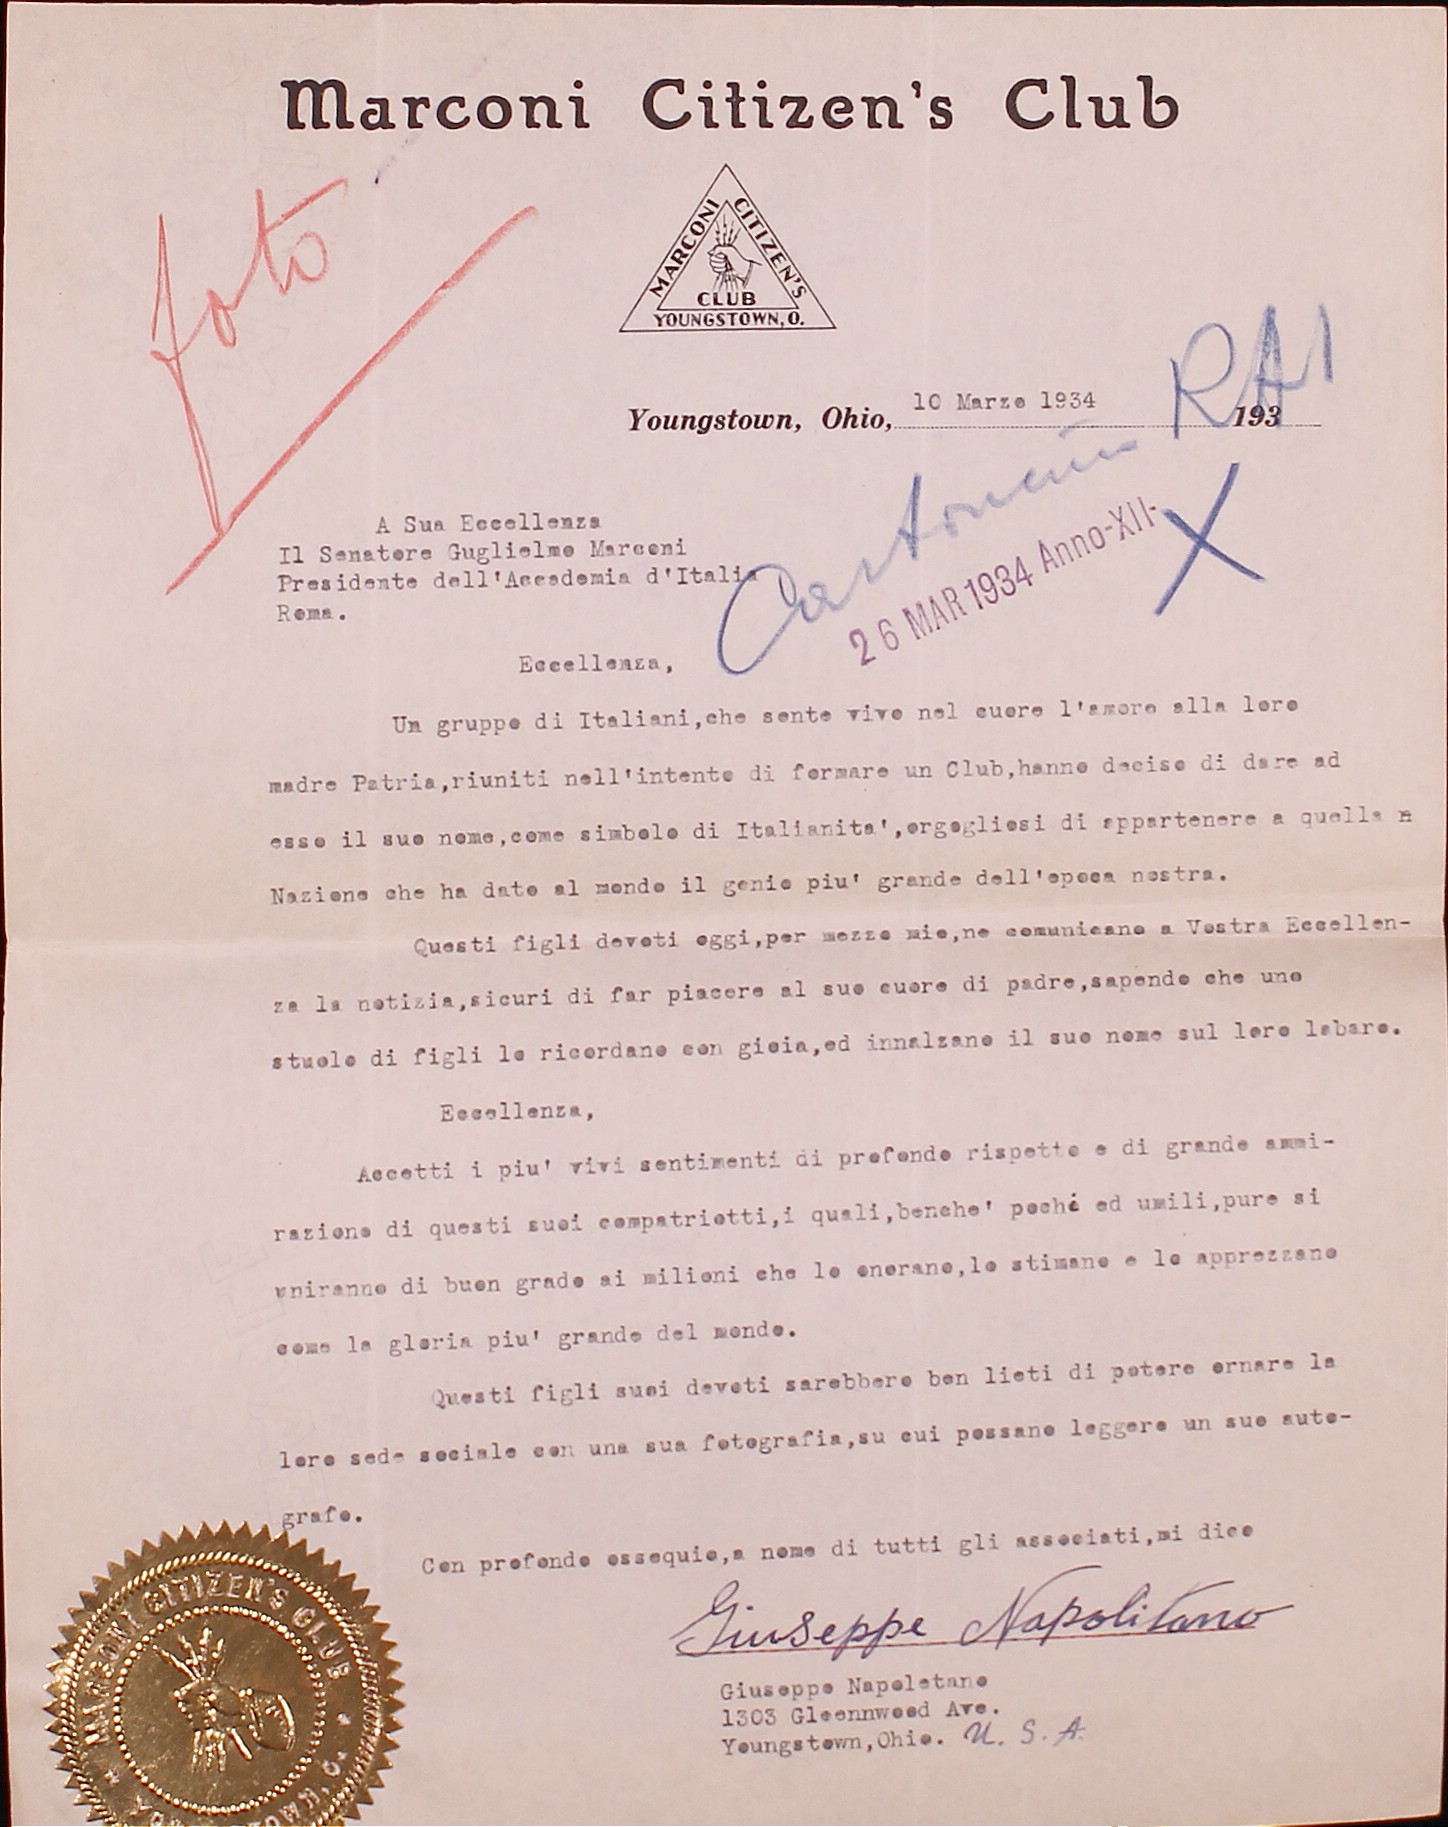 Marconi Citizen's Club
MARCONI CITIZEN'S
CLUB
YOUNGSTOWN, O.
foto
RAI
Youngstown, Ohio, 10 Marzo 1934 193
26 MAR 1934 Anno-XII-
A Sua Eccellenza
Il Senatore Guglielmo Marconi
Presidente dell'Accademia d'Italia
Roma.
Eccellenza,
Un gruppo di Italiani,che sente vivo nel cuore l'amore alla loro
madre Patria,riuniti nell'intento di formare un Club,hanno deciso di dare ad
esso il suo nome,come simbolo di Italianita',orgogliosi di appartenere a quella n
Nazione che ha dato al mondo il genio piu' grande dell'epoca nostra.
Questi figli devoti oggi,per mezzo mio,ne comunicano a Vostra Eccellen-
za la notizia,sicuri di far piacere al suo cuore di padre,sapendo che uno
stuolo di figli lo ricordano con gioia,ed innalzano il suo nome sul loro labaro.
Eccellenza,
Accetti i piu' vivi sentimenti di profondo rispetto e di grande ammi-
razione di questi suoi compatriotti,i quali,benche' pochi ed umili,pure si
uniranno di buon grado ai milioni che lo onorano,lo stimano e lo apprezzano
come la gloria piu' grande del mondo.
Questi figli suoi devoti sarebbero ben lieti di potere ornare la
loro sede sociale con una sua fotografia,su cui possano leggere un suo auto-
grafo.
Con profondo ossequio,a nome di tutti gli associati,mi dico
Giuseppe Napolitano
Giuseppe Napoletano
1303 Gleennwood Ave.
Youngstown,Ohio. U. S. A.
MARCONI CITIZEN'S CLUB